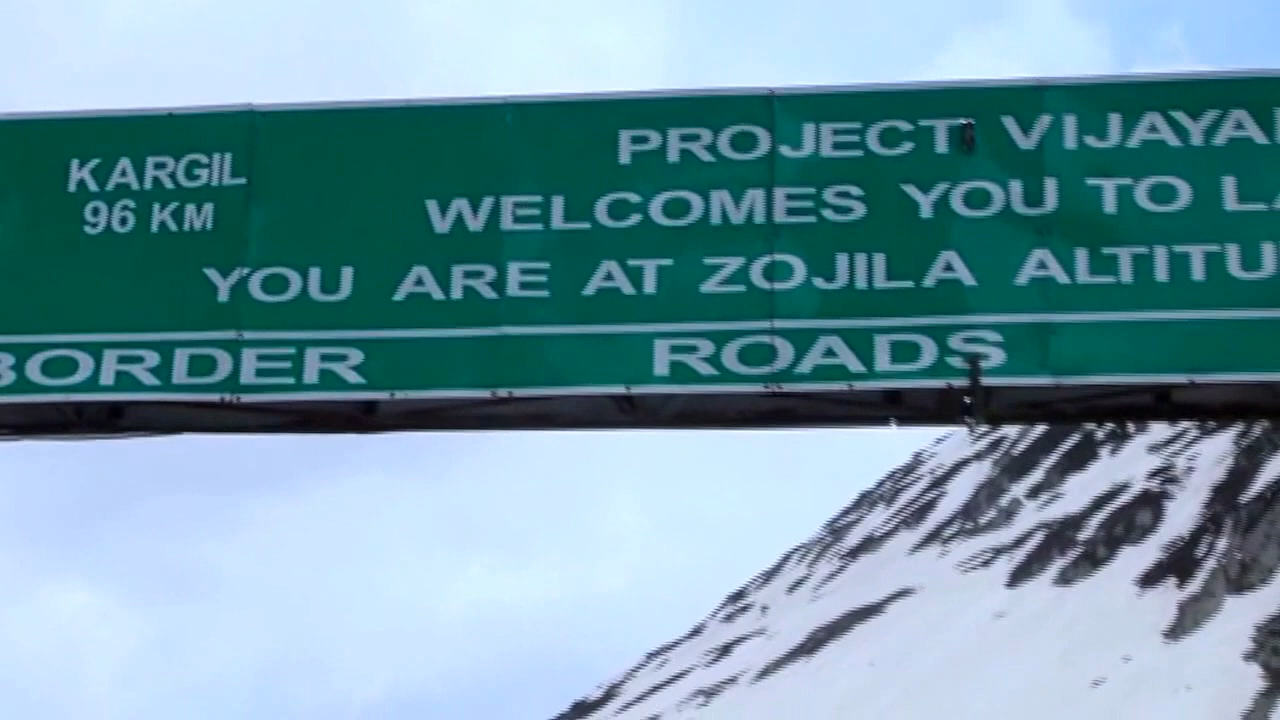 KARGIL
96 KM
PROJECT VIJAYA
WELCOMES YOU TO L
YOU ARE AT ZOJILA ALTITU
BORDER ROADS